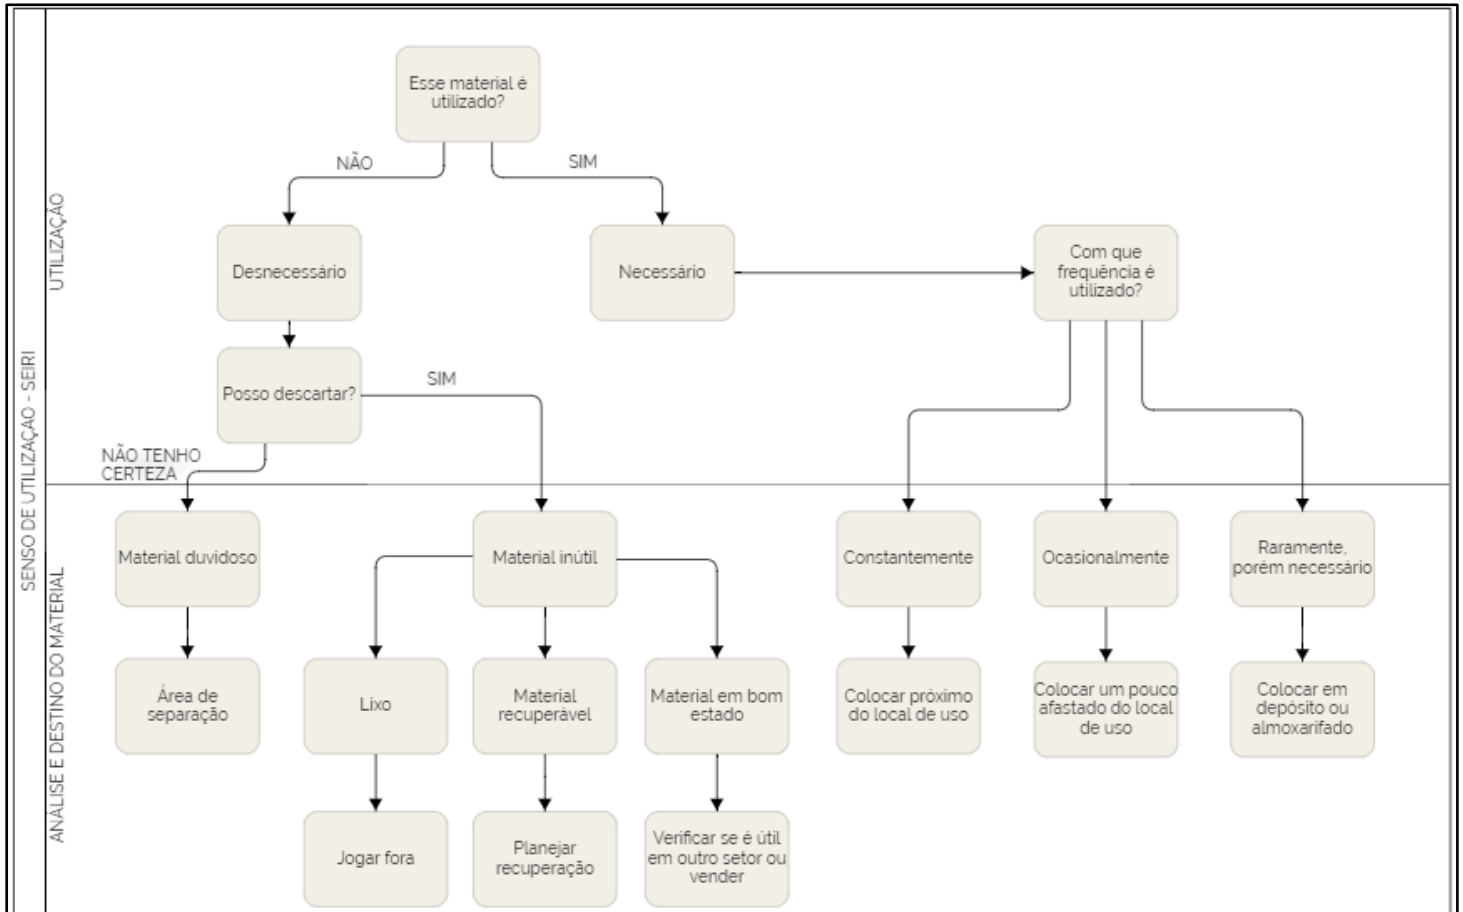 Esse material é
utilizado?
NÃO
SIM
UTILIZAÇÃO
Desnecessário
Necessário
Com que
frequência é
utilizado?
Posso descartar?
SIM
NÃO TENHO
CERTEZA
SENSO DE UTILIZAÇAO - SEIRI
ANÁLISE E DESTINO DO MATERIAL
Material duvidoso
Material inútil
Constantemente
Ocasionalmente
Raramente,
porém necessário
Área de
separação
Lixo
Material
recuperável
Material em bom
estado
Colocar próximo
do local de uso
Colocar um pouco
afastado do local
de uso
Colocar em
depósito ou
almoxarifado
Jogar fora
Planejar
recuperação
Verificar se é útil
em outro setor ou
vender